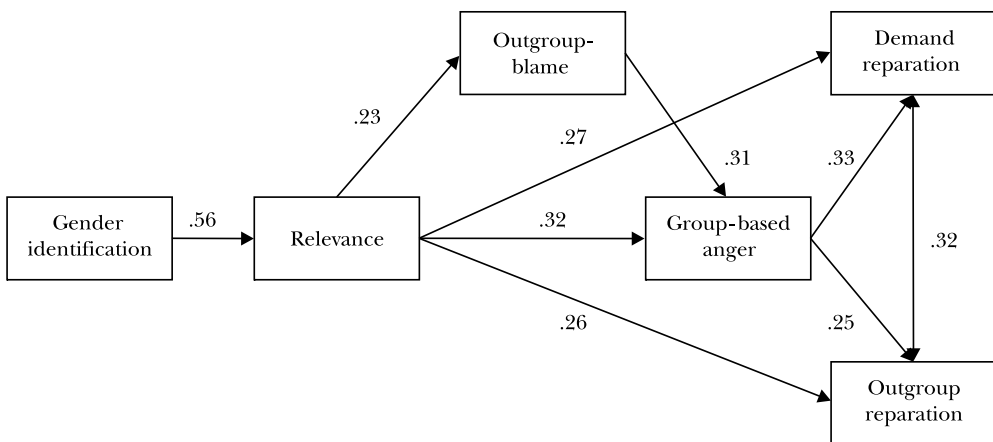 Outgroup-
blame
Demand
reparation
.23
.27
.31
.33
Gender
identification
.56
Relevance
.32
Group-based
anger
.32
.26
.25
Outgroup
reparation